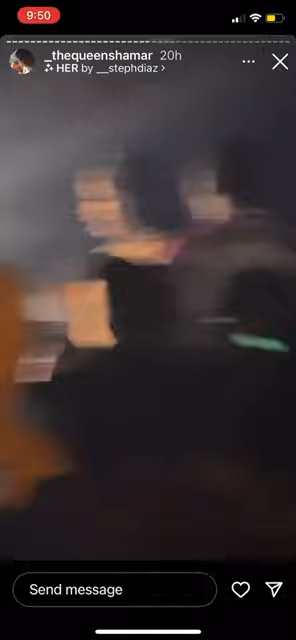 9:50
_thequeenshamar 20h
HER by __stephdiaz >
Send message